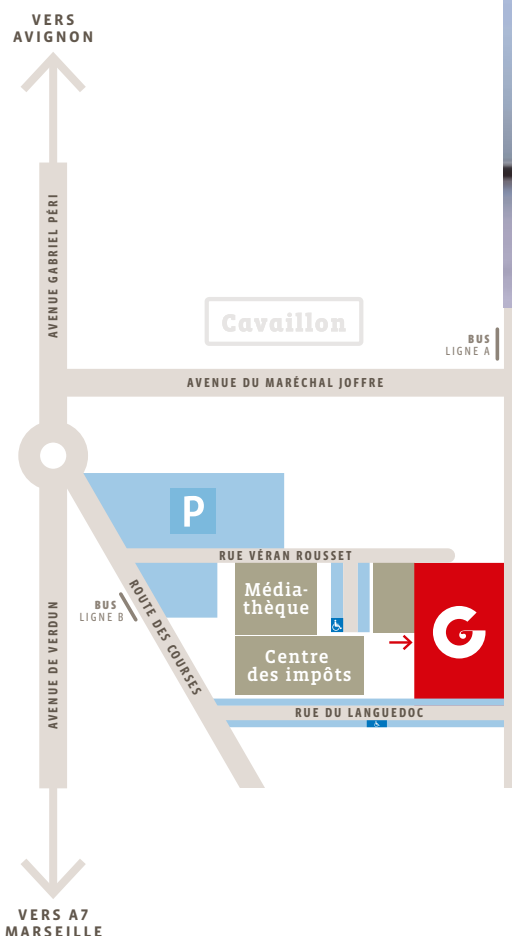 VERS
AVIGNON
AVENUE GABRIEL PÉRI
Cavaillon
BUS
LIGNE A
AVENUE DU MARÉCHAL JOFFRE
P
RUE VÉRAN ROUSSET
ROUTE DES COURSES
BUS
LIGNE B
Média-
thèque
G
Centre
des impôts
AVENUE DE VERDUN
RUE DU LANGUEDOC
VERS A7
MARSEILLE